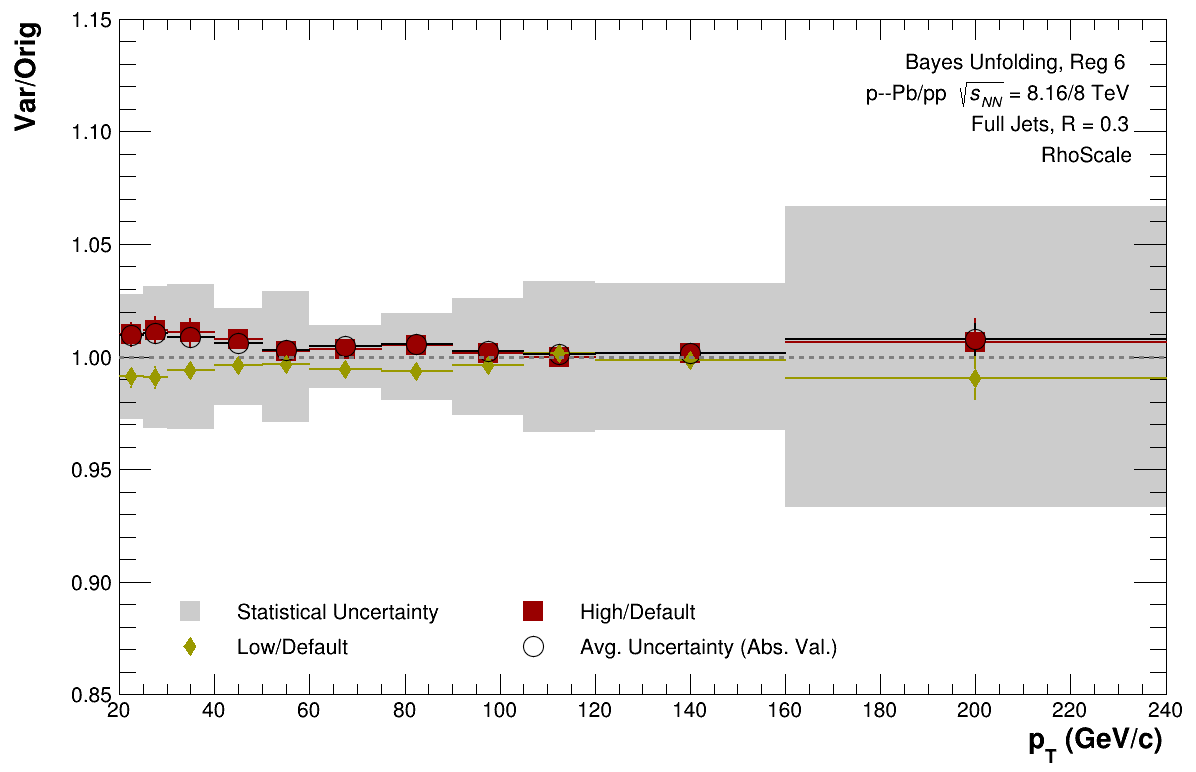 Var/Orig
1.15
1.10
1.05
1.00
0.95
0.90
0.85
Bayes Unfolding, Reg 6
p--Pb/pp √sNN = 8.16/8 TeV
Full Jets, R = 0.3
RhoScale
Statistical Uncertainty
High/Default
Low/Default
Avg. Uncertainty (Abs. Val.)
20 40 60 80 100 120 140 160 180 200 220 240
pT (GeV/c)